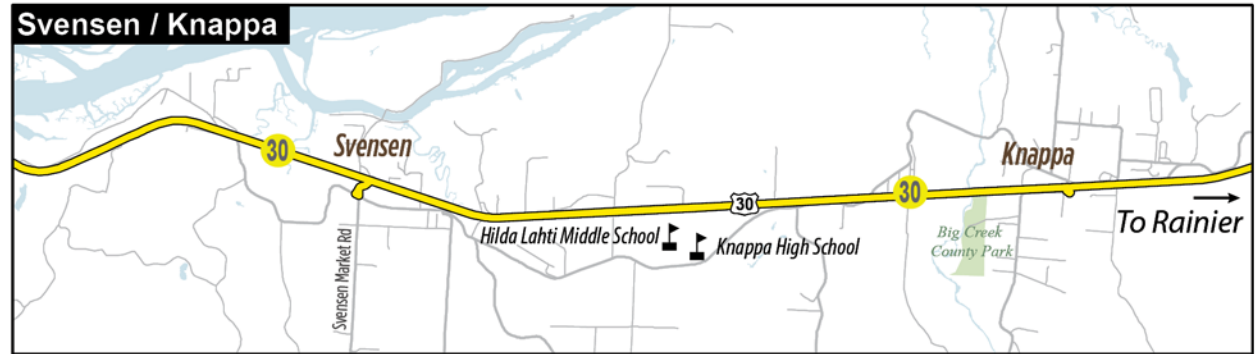 Svensen / Knappa
30
Svensen
Svensen Market Rd
Hilda Lahti Middle School
Knappa High School
30
30
Knappa
Big Creek
County Park
To Rainier